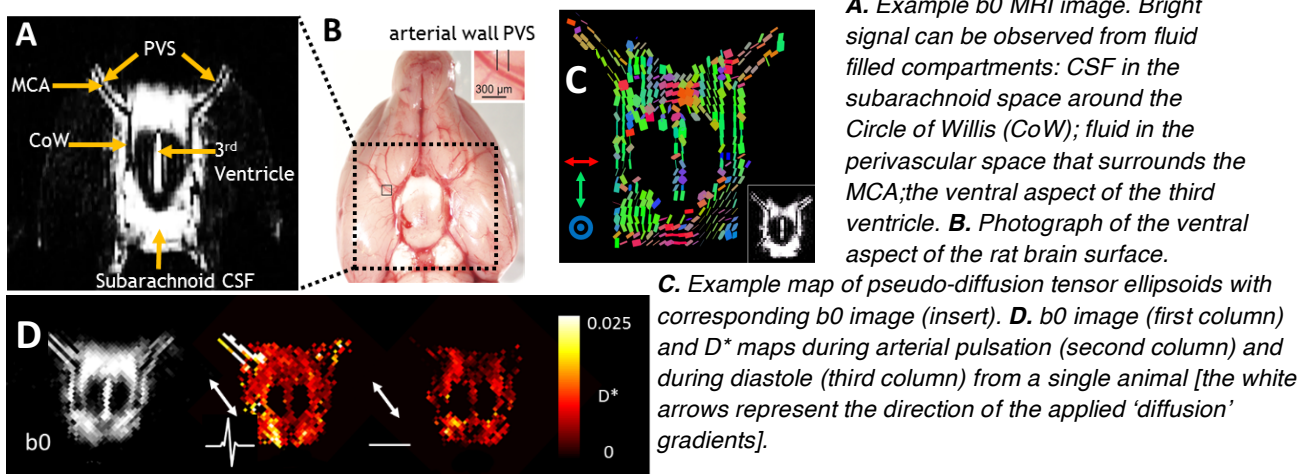 A
PVS
MCA
CoW
3rd
Ventricle
Subarachnoid CSF
B
arterial wall PVS
300 µm
C
A. Example b0 MRI image. Bright
signal can be observed from fluid
filled compartments: CSF in the
subarachnoid space around the
Circle of Willis (CoW); fluid in the
perivascular space that surrounds the
MCA;the ventral aspect of the third
ventricle. B. Photograph of the ventral
aspect of the rat brain surface.
C. Example map of pseudo-diffusion tensor ellipsoids with
corresponding b0 image (insert). D. b0 image (first column)
and D* maps during arterial pulsation (second column) and
during diastole (third column) from a single animal [the white
arrows represent the direction of the applied ‘diffusion’
gradients].
D
b0
0.025
D*
0